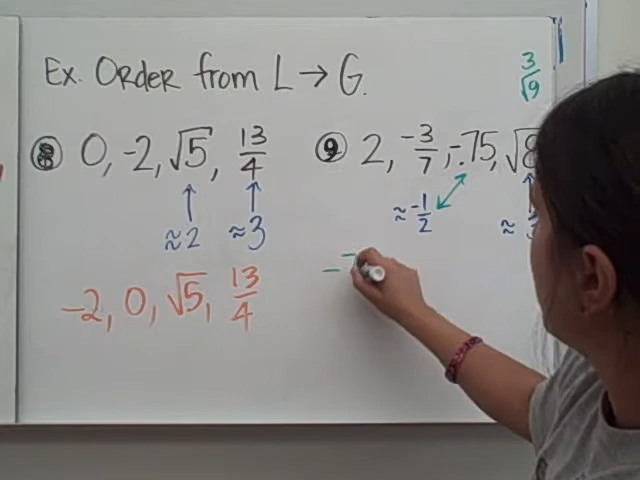 Ex. Order from L → G.
3
√9
⑧ 0, -2, √5, 13/4
≈2 ≈3
-2, 0, √5, 13/4
⑨ 2, -3/7, -.75, √8
≈ -1/2 ≈